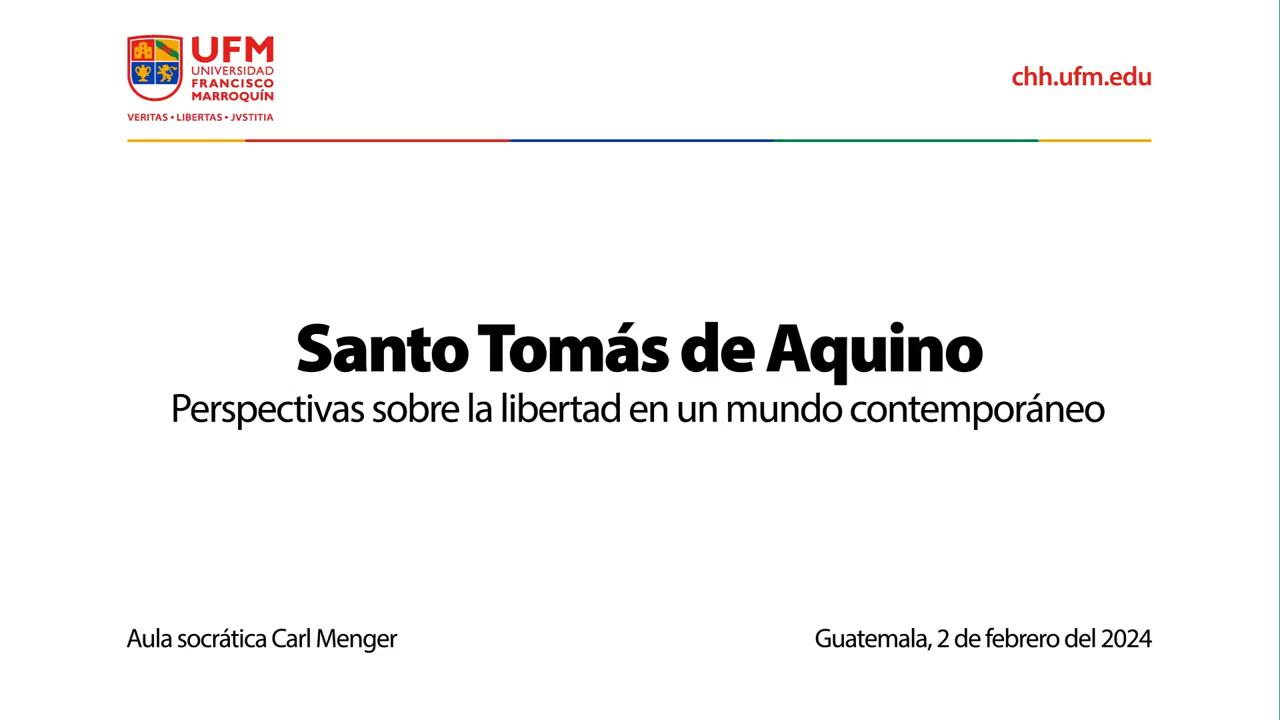 UFM
UNIVERSIDAD
FRANCISCO
MARROQUÍN
VERITAS • LIBERTAS • JVSTITIA
chh.ufm.edu
Santo Tomás de Aquino
Perspectivas sobre la libertad en un mundo contemporáneo
Aula socrática Carl Menger
Guatemala, 2 de febrero del 2024